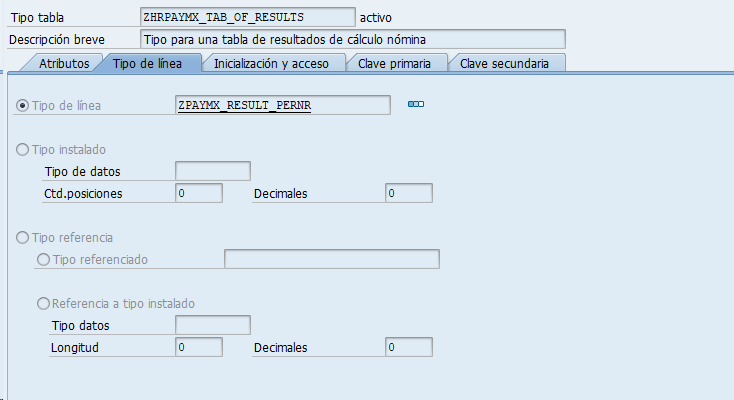 Tipo tabla ZHRPAYMX_TAB_OF_RESULTS activo
Descripción breve Tipo para una tabla de resultados de cálculo nómina
Atributos Tipo de línea Inicialización y acceso Clave primaria Clave secundaria
Tipo de línea ZPAYMX_RESULT_PERNR
Tipo instalado
Tipo de datos
Ctd.posiciones 0 Decimales 0
Tipo referencia
Tipo referenciado
Referencia a tipo instalado
Tipo datos
Longitud 0 Decimales 0